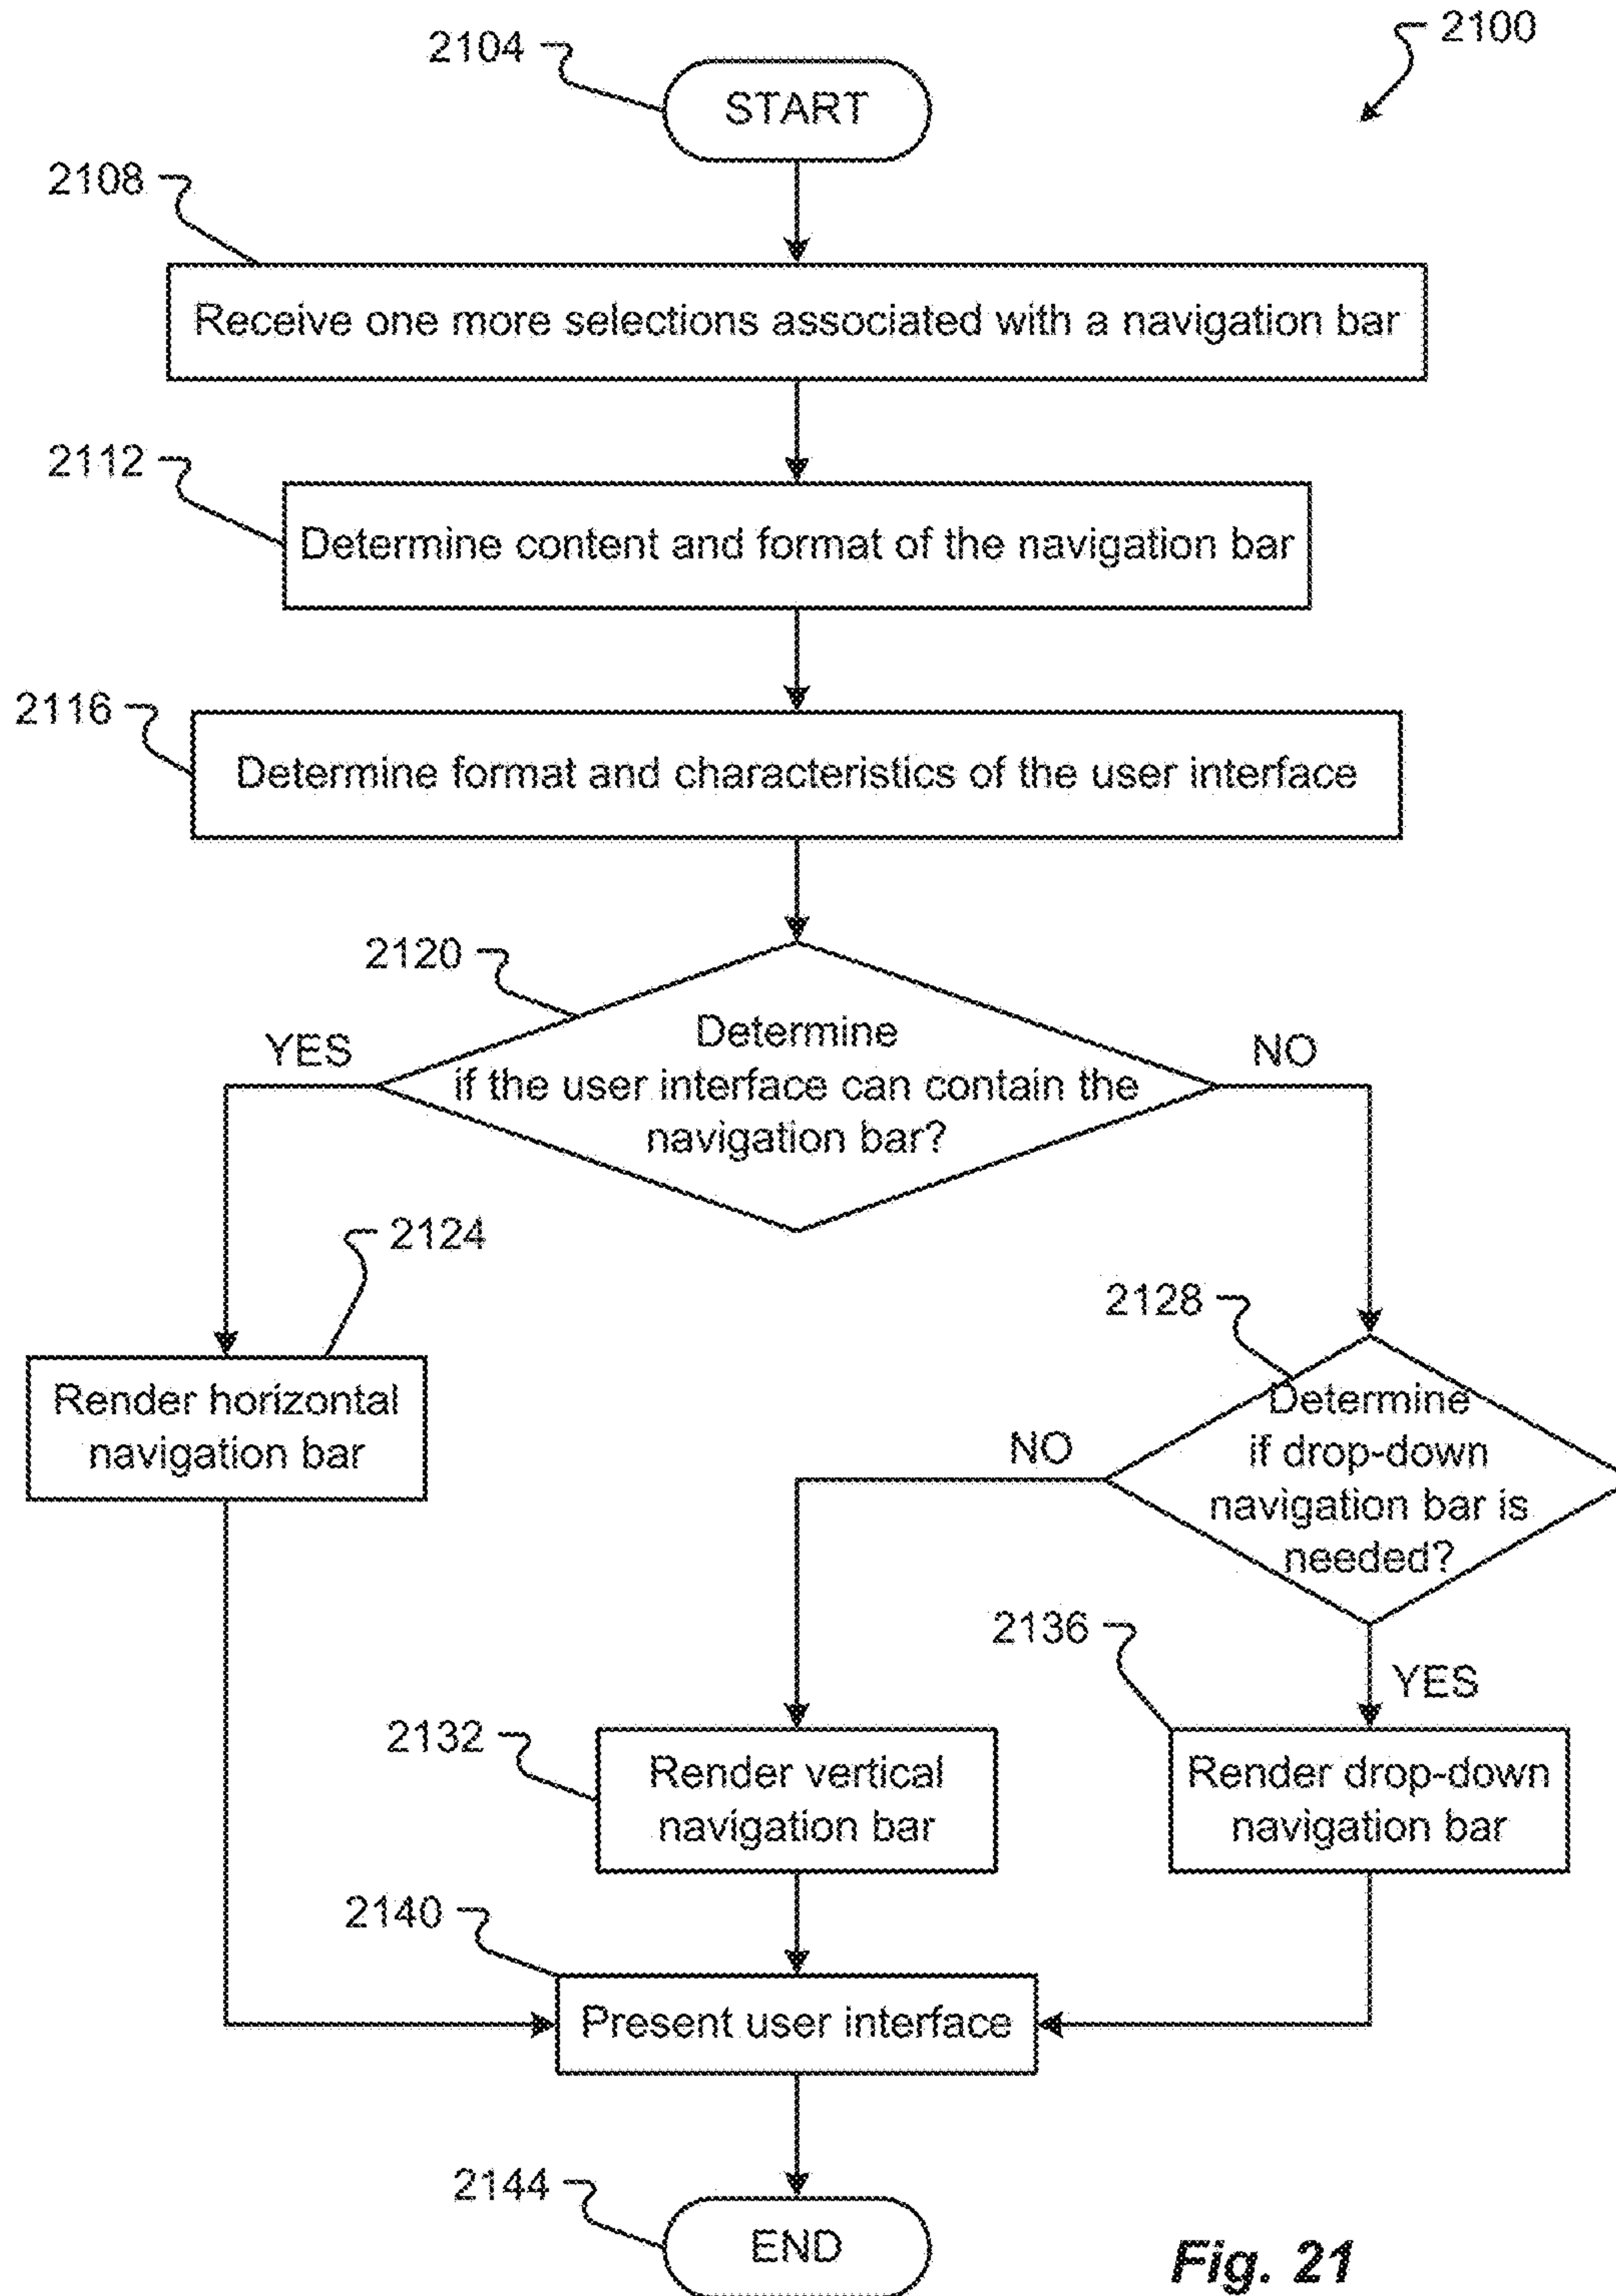 2100
2104
START
2108
Receive one more selections associated with a navigation bar
2112
Determine content and format of the navigation bar
2116
Determine format and characteristics of the user interface
2120
Determine
if the user interface can contain the
navigation bar?
YES
NO
2124
Render horizontal
navigation bar
2128
Determine
if drop-down
navigation bar is
needed?
NO
YES
2132
Render vertical
navigation bar
2136
Render drop-down
navigation bar
2140
Present user interface
2144
END
Fig. 21